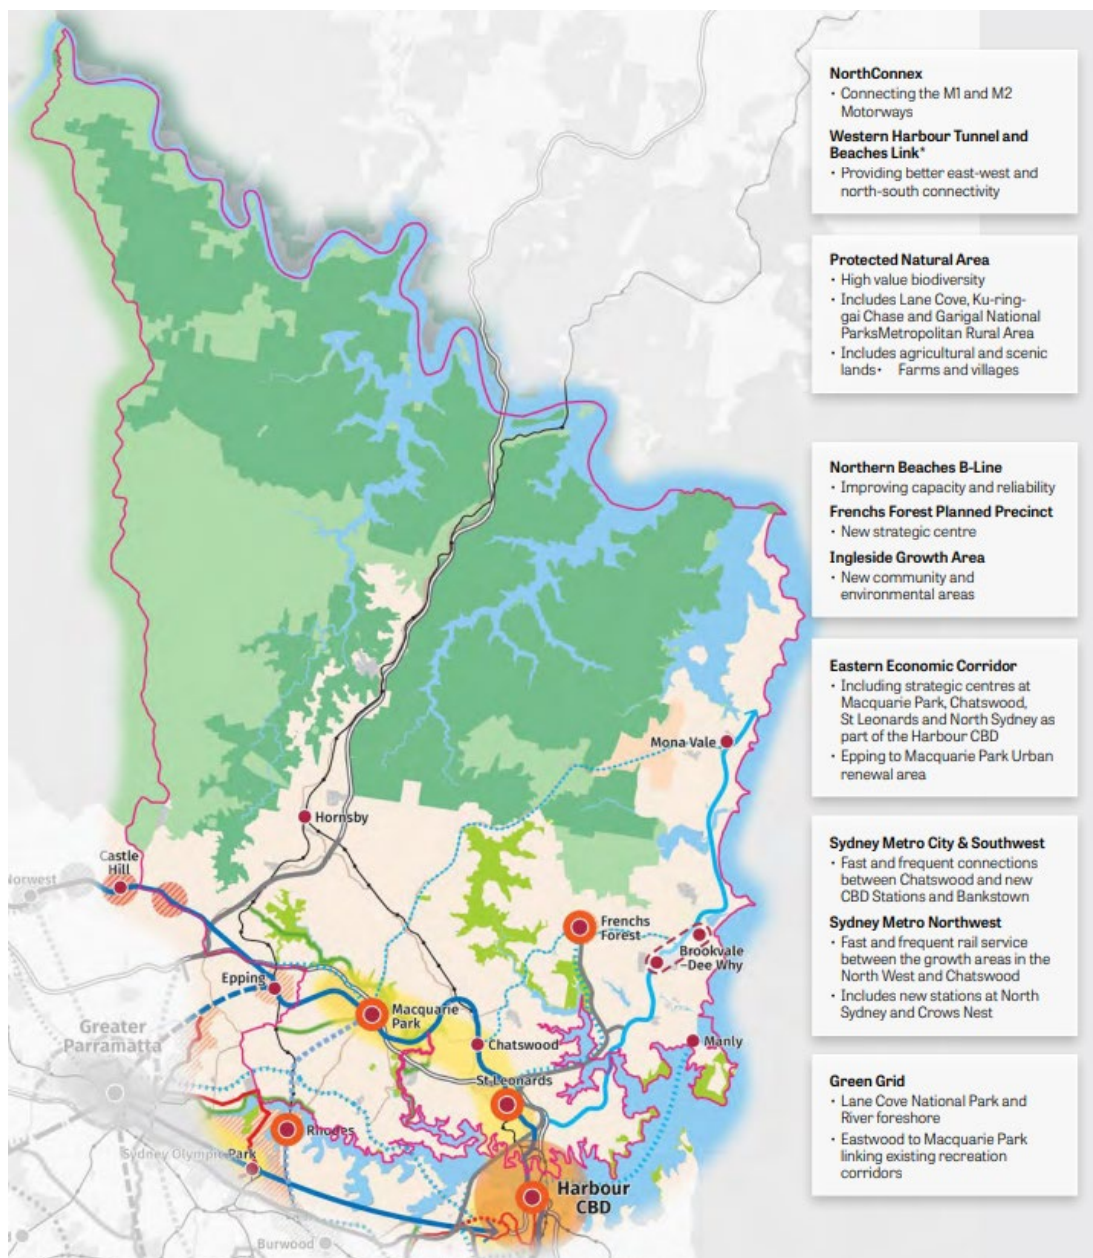 NorthConnex
• Connecting the M1 and M2
Motorways
Western Harbour Tunnel and
Beaches Link*
• Providing better east-west and
north-south connectivity
Protected Natural Area
• High value biodiversity
• Includes Lane Cove, Ku-ring-
gai Chase and Garigal National
ParksMetropolitan Rural Area
• Includes agricultural and scenic
lands• Farms and villages
Northern Beaches B-Line
• Improving capacity and reliability
Frenchs Forest Planned Precinct
• New strategic centre
Ingleside Growth Area
• New community and
environmental areas
Eastern Economic Corridor
• Including strategic centres at
Macquarie Park, Chatswood,
St Leonards and North Sydney as
part of the Harbour CBD
• Epping to Macquarie Park Urban
renewal area
Sydney Metro City & Southwest
• Fast and frequent connections
between Chatswood and new
CBD Stations and Bankstown
Sydney Metro Northwest
• Fast and frequent rail service
between the growth areas in the
North West and Chatswood
• Includes new stations at North
Sydney and Crows Nest
Green Grid
• Lane Cove National Park and
River foreshore
• Eastwood to Macquarie Park
linking existing recreation
corridors
Mona Vale
Hornsby
Castle
Hill
Norwest
Frenchs
Forest
Brookvale
–Dee Why
Epping
Macquarie
Park
Greater
Parramatta
Chatswood
Manly
St Leonards
Rhodes
Sydney Olympic Park
Harbour
CBD
Burwood